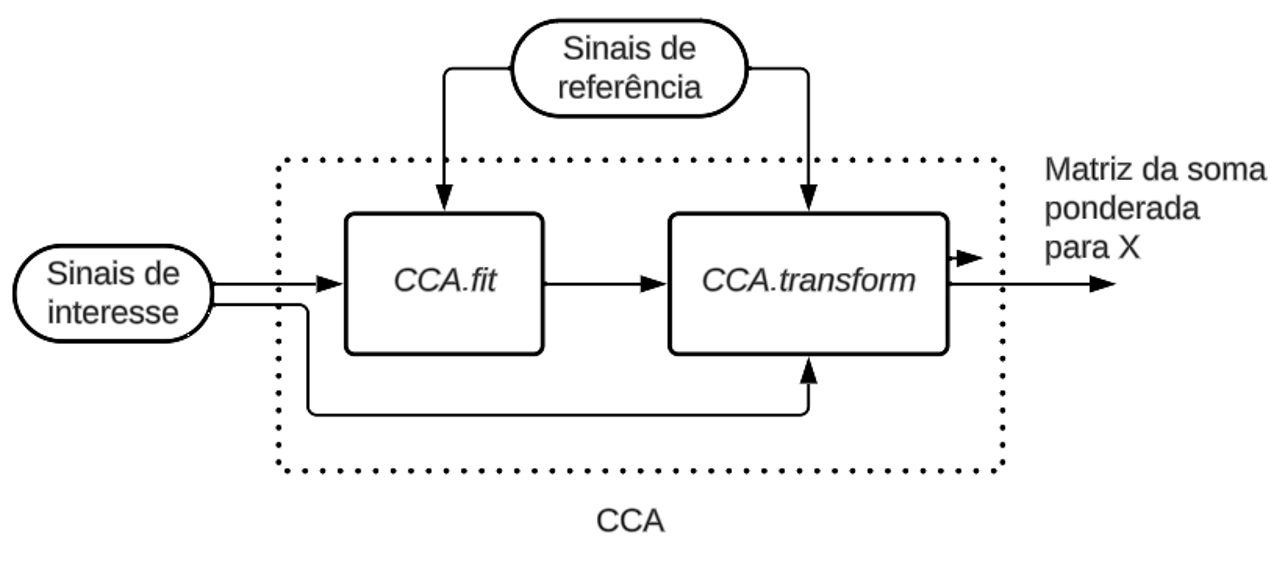 Sinais de
referência
Matriz da soma
ponderada
para X
Sinais de
interesse
CCA.fit
CCA.transform
CCA